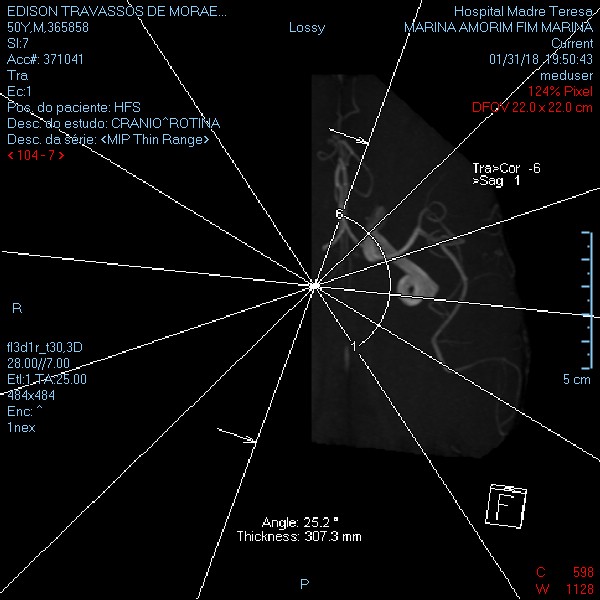 EDISON TRAVASSOS DE MORAE...
50Y,M,365858
Sl:7
Acc#: 371041
Tra
Ec:1
Pos. do paciente: HFS
Desc. do estudo: CRANIO^ROTINA
Desc. da série: <MIP Thin Range>
< 104 - 7 >
Lossy
Hospital Madre Teresa
MARINA AMORIM FIM MARINA
Current
01/31/18 19:50:43
meduser
124% Pixel
DFOV 22.0 x 22.0 cm
Tra>Cor -6
>Sag 1
6
R
1
fl3d1r_t30,3D
28.00//7.00
Etl:1,TA:25.00
484x484
Enc: ^
1nex
5 cm
F
Angle: 25.2 °
Thickness: 307.3 mm
P
C 598
W 1128